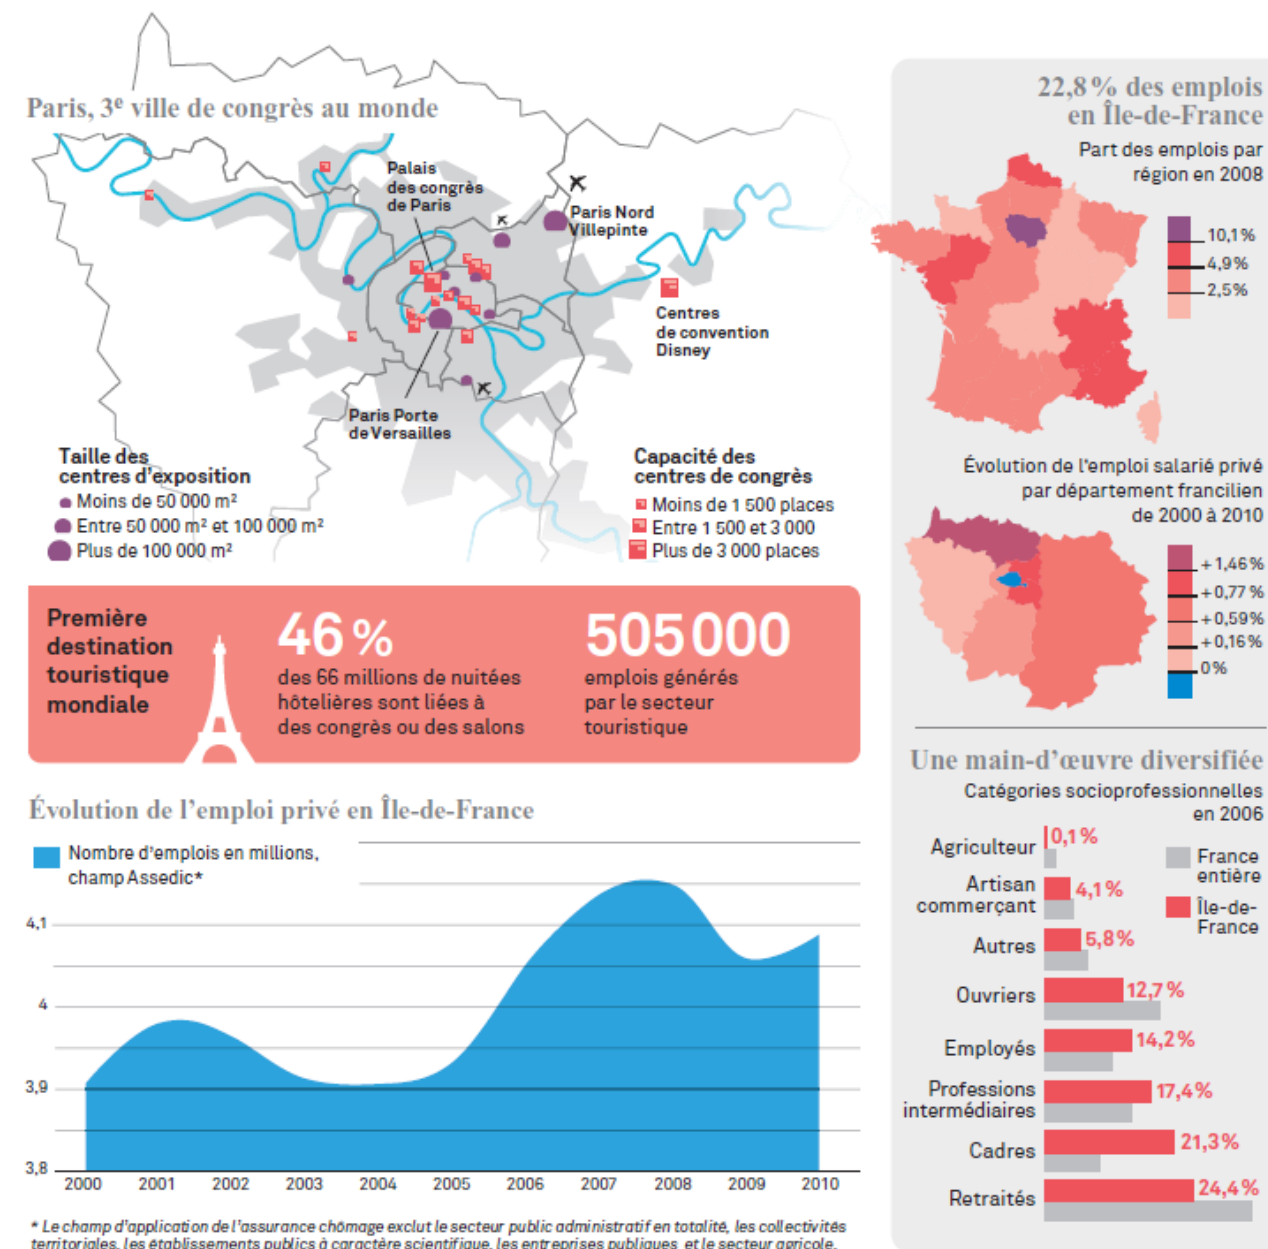 Paris, 3e ville de congrès au monde
Palais
des congrès
de Paris
Paris Nord
Villepinte
Centres
de convention
Disney
Paris Porte
de Versailles
Taille des
centres d’exposition
Moins de 50 000 m²
Entre 50 000 m² et 100 000 m²
Plus de 100 000 m²
Capacité des
centres de congrès
Moins de 1 500 places
Entre 1 500 et 3 000
Plus de 3 000 places
Première
destination
touristique
mondiale
46 %
des 66 millions de nuitées
hôtelières sont liées à
des congrès ou des salons
505 000
emplois générés
par le secteur
touristique
Évolution de l’emploi privé en Île-de-France
Nombre d’emplois en millions,
champ Assedic*
4,1
4
3,9
3,8
2000 2001 2002 2003 2004 2005 2006 2007 2008 2009 2010
* Le champ d’application de l’assurance chômage exclut le secteur public administratif en totalité, les collectivités
territoriales, les établissements publics à caractère scientifique, les entreprises publiques et le secteur agricole.
22,8 % des emplois
en Île-de-France
Part des emplois par
région en 2008
10,1 %
4,9 %
2,5 %
Évolution de l’emploi salarié privé
par département francilien
de 2000 à 2010
+ 1,46 %
+ 0,77 %
+ 0,59 %
+ 0,16 %
0 %
Une main-d’œuvre diversifiée
Catégories socioprofessionnelles
en 2006
France
entière
Île-de-
France
Agriculteur 0,1 %
Artisan
commerçant 4,1 %
Autres 5,8 %
Ouvriers 12,7 %
Employés 14,2 %
Professions
intermédiaires 17,4 %
Cadres 21,3 %
Retraités 24,4 %